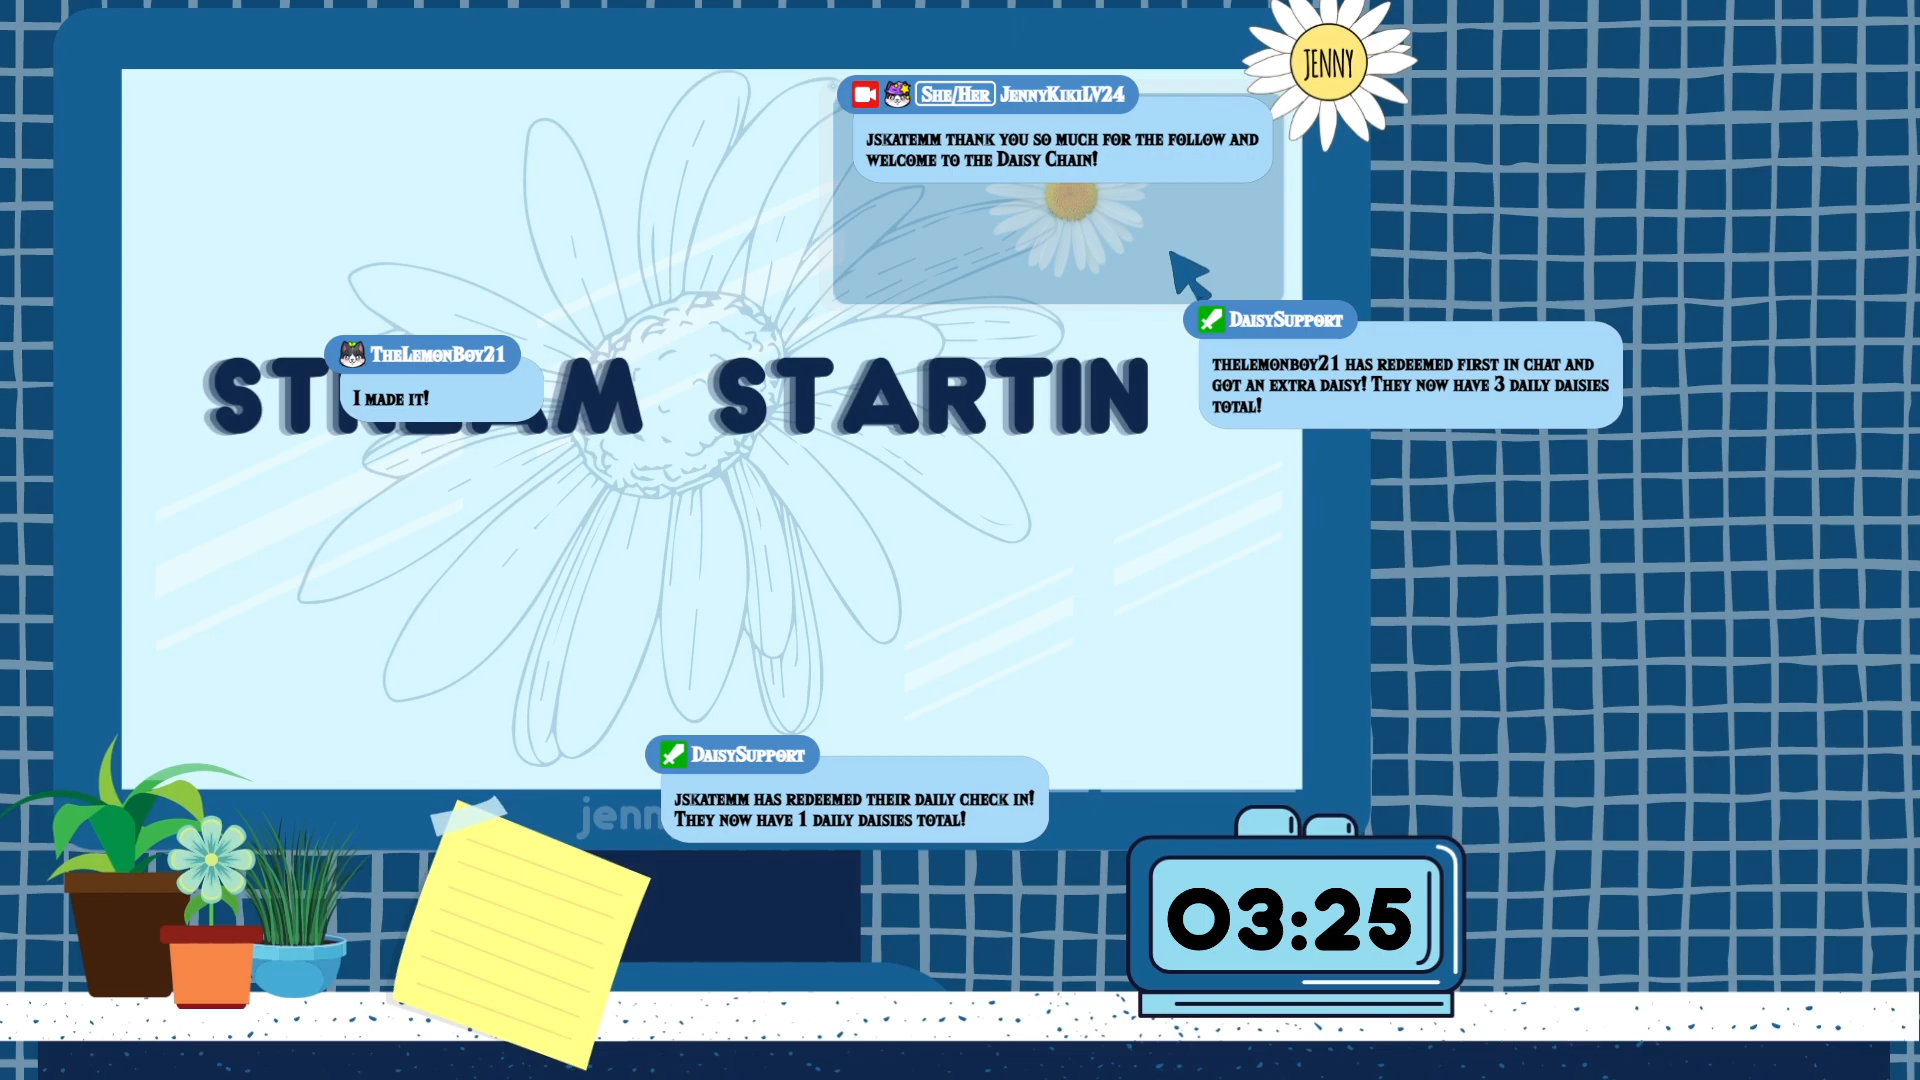 JENNY
She/Her JennyKikiLV24
jskatemm thank you so much for the follow and
welcome to the Daisy Chain!
DaisySupport
thelemonboy21 has redeemed first in chat and
got an extra daisy! They now have 3 daily daisies
total!
TheLemonBoy21
I made it!
STREAM STARTIN
DaisySupport
jskatemm has redeemed their daily check in!
They now have 1 daily daisies total!
jenn
03:25